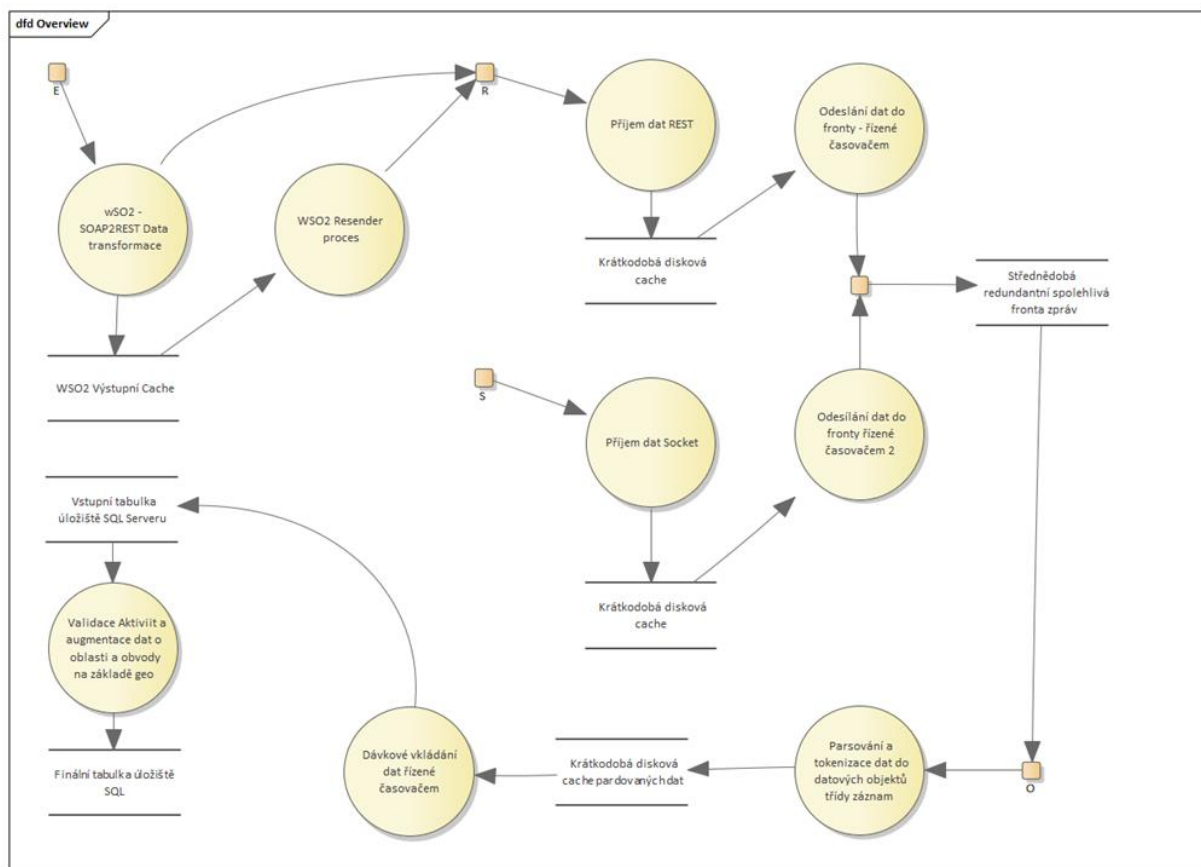 dfd Overview
E
R
wSO2 -
SOAP2REST Data
transformace
WSO2 Resender
proces
Příjem dat REST
Odeslání dat do
fronty - řízené
časovačem
Krátkodobá disková
cache
Střednědobá
redundantní spolehlivá
fronta zpráv
WSO2 Výstupní Cache
S
Příjem dat Socket
Odesílání dat do
fronty řízené
časovačem 2
Vstupní tabulka
úložiště SQL Serveru
Krátkodobá disková
cache
Validace Aktiviit a
augmentace dat o
oblasti a obvody
na základě geo
Finální tabulka úložiště
SQL
Dávkové vkládání
dat řízené
časovačem
Krátkodobá disková
cache pardovaných dat
Parsování a
tokenizace dat do
datových objektů
třídy záznam
O